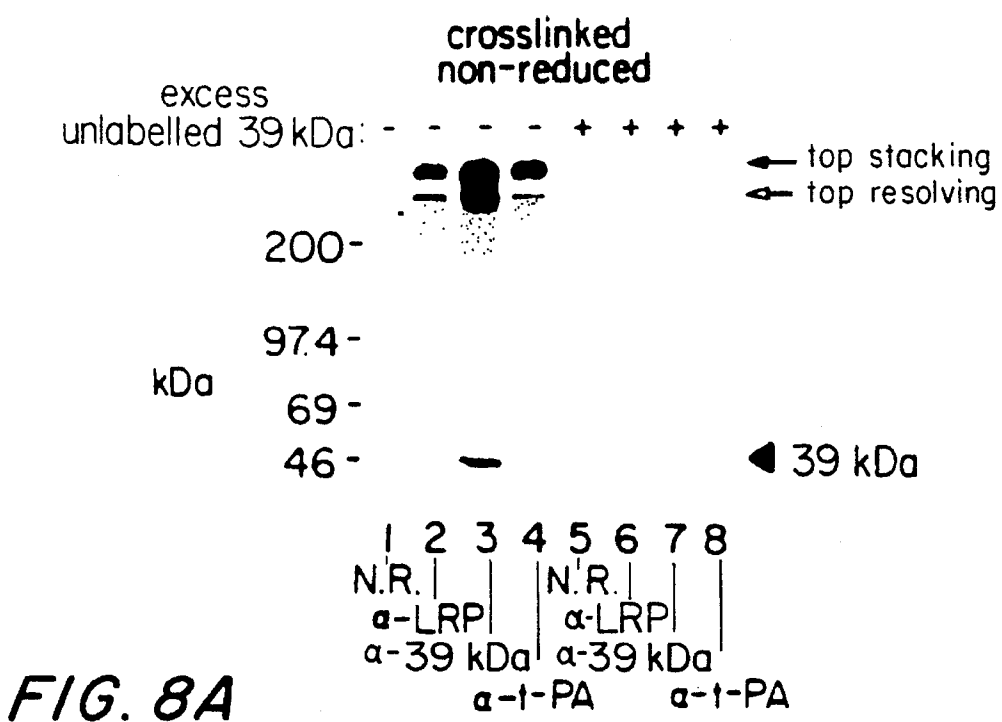 crosslinked
non-reduced
excess
unlabelled 39 kDa: - - - - + + + +
top stacking
top resolving
200-
97.4-
kDa
69-
46-
39 kDa
1 2 3 4 5 6 7 8
N.R. N.R.
α-LRP α-LRP
α-39 kDa α-39 kDa
α-t-PA α-t-PA
FIG. 8A